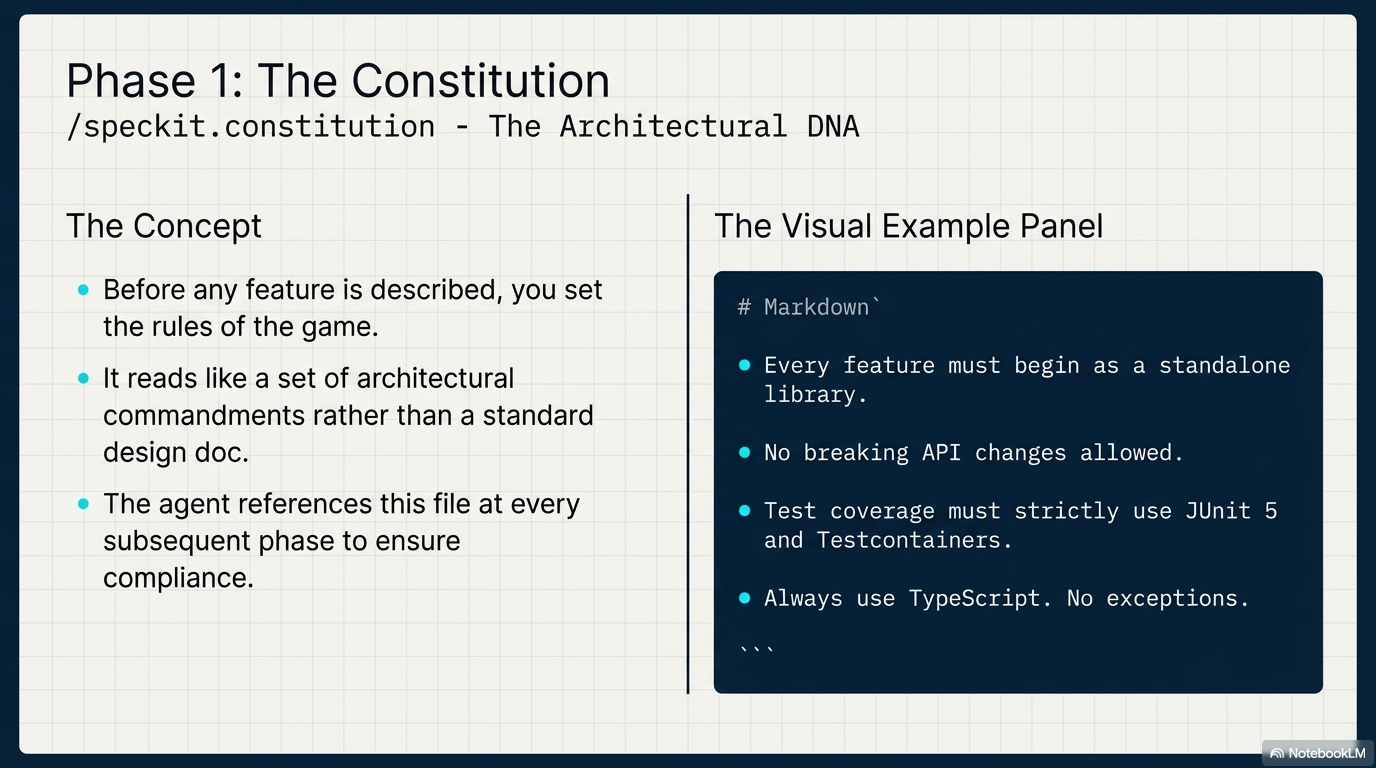 Phase 1: The Constitution
/speckit.constitution - The Architectural DNA
The Concept
Before any feature is described, you set
the rules of the game.
It reads like a set of architectural
commandments rather than a standard
design doc.
The agent references this file at every
subsequent phase to ensure
compliance.
The Visual Example Panel
# Markdown`
Every feature must begin as a standalone
library.
No breaking API changes allowed.
Test coverage must strictly use JUnit 5
and Testcontainers.
Always use TypeScript. No exceptions.
```
NotebookLM